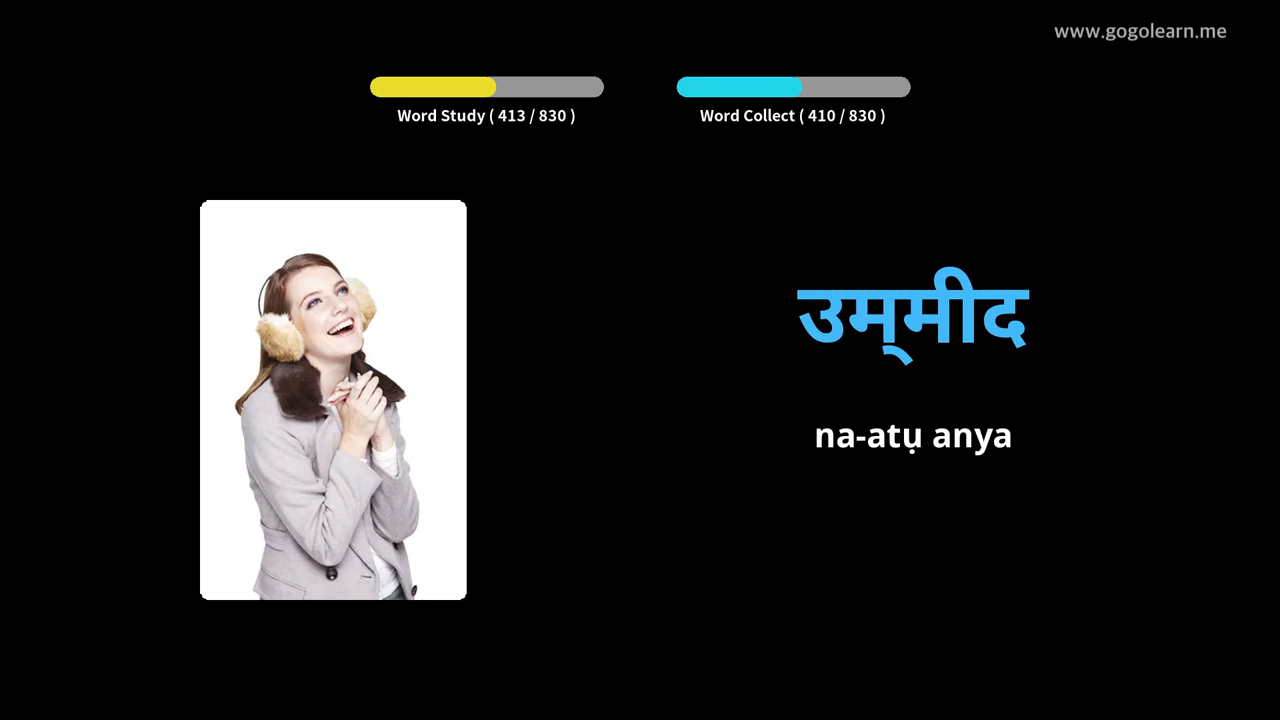 www.gogolearn.me
Word Study ( 413 / 830 )
Word Collect ( 410 / 830 )
उम्मीद
na-atụ anya